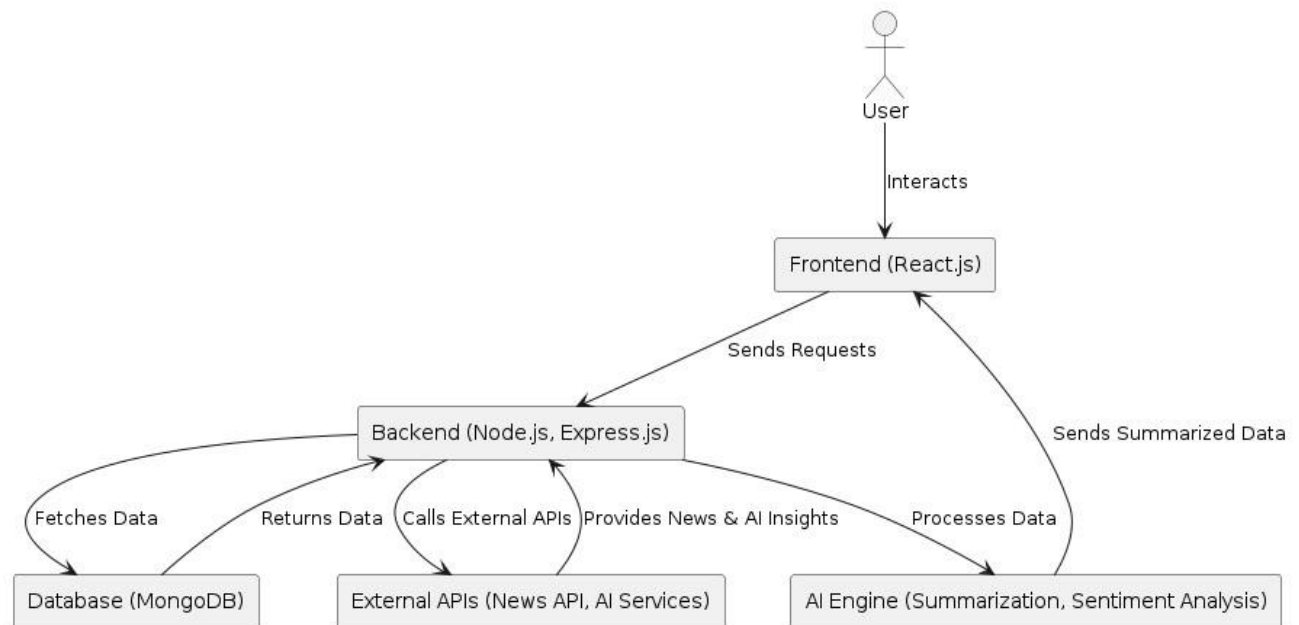 User
Interacts
Frontend (React.js)
Sends Requests
Backend (Node.js, Express.js)
Sends Summarized Data
Fetches Data
Returns Data
Calls External APIs
Provides News & AI Insights
Processes Data
Database (MongoDB)
External APIs (News API, AI Services)
AI Engine (Summarization, Sentiment Analysis)